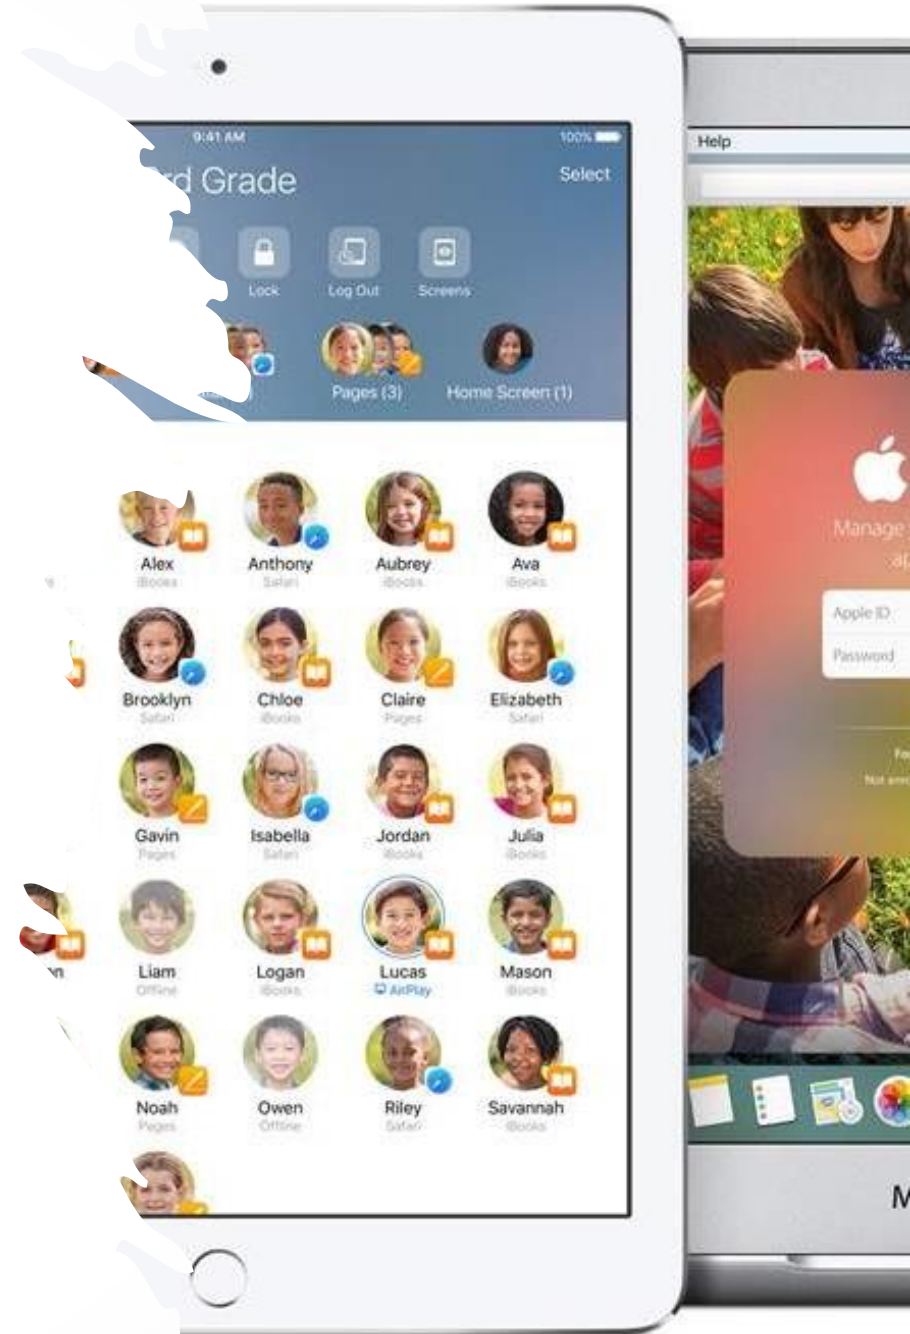 9:41 AM 100%
Grade Select
Lock Log Out Screens
Pages (3) Home Screen (1)
Alex Anthony Aubrey Ava
iBooks Safari iBooks iBooks
Brooklyn Chloe Claire Elizabeth
Safari iBooks Pages Safari
Gavin Isabella Jordan Julia
Pages Safari iBooks iBooks
Liam Logan Lucas Mason
Offline iBooks AirPlay iBooks
Noah Owen Riley Savannah
Pages Offline Safari iBooks
Help
Manage
Apple ID
Password
M